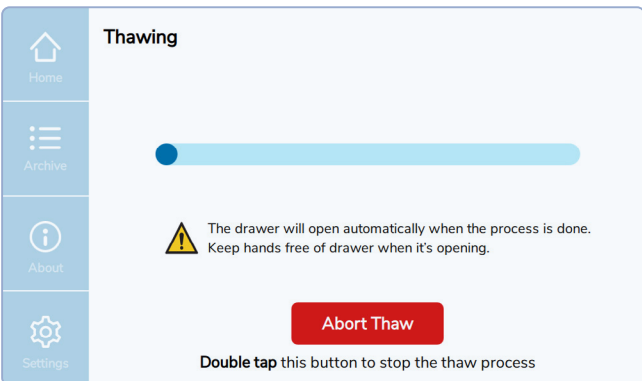 Thawing
Home
Archive
About
Settings
The drawer will open automatically when the process is done.
Keep hands free of drawer when it's opening.
Abort Thaw
Double tap this button to stop the thaw process